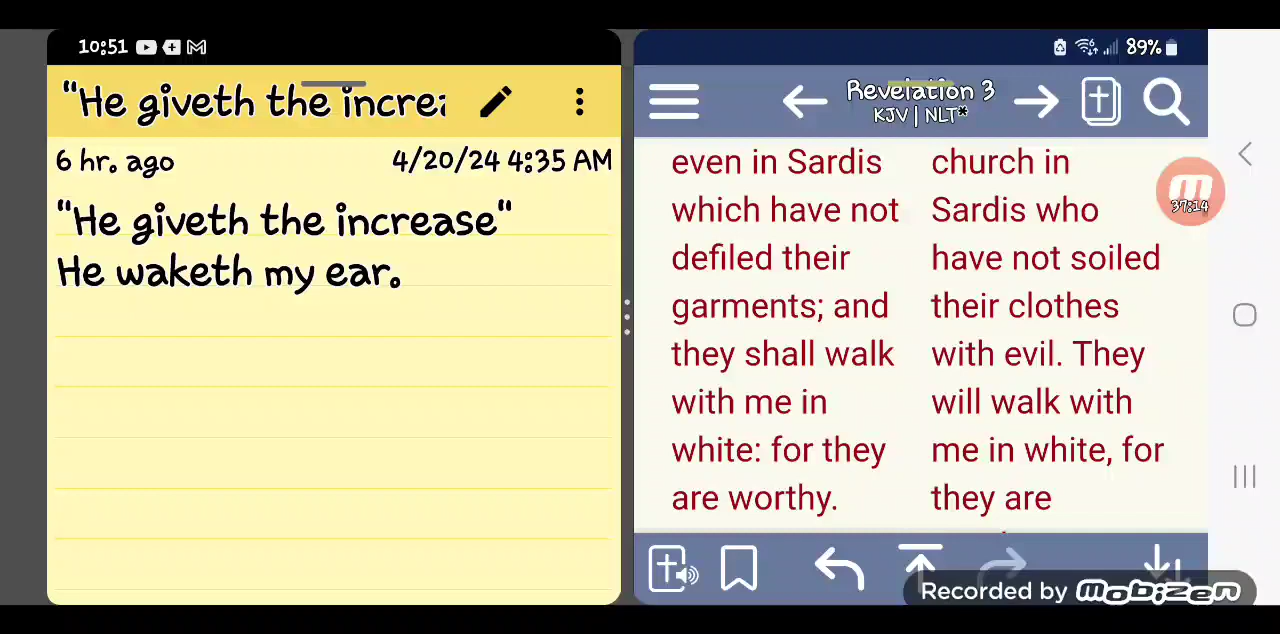 10:51
"He giveth the incre
6 hr. ago 4/20/24 4:35 AM
"He giveth the increase"
He waketh my ear.
89%
Revelation 3
KJV | NLT*
even in Sardis
which have not
defiled their
garments; and
they shall walk
with me in
white: for they
are worthy.
church in
Sardis who
have not soiled
their clothes
with evil. They
will walk with
me in white, for
they are
37:14
Recorded by Mobizen